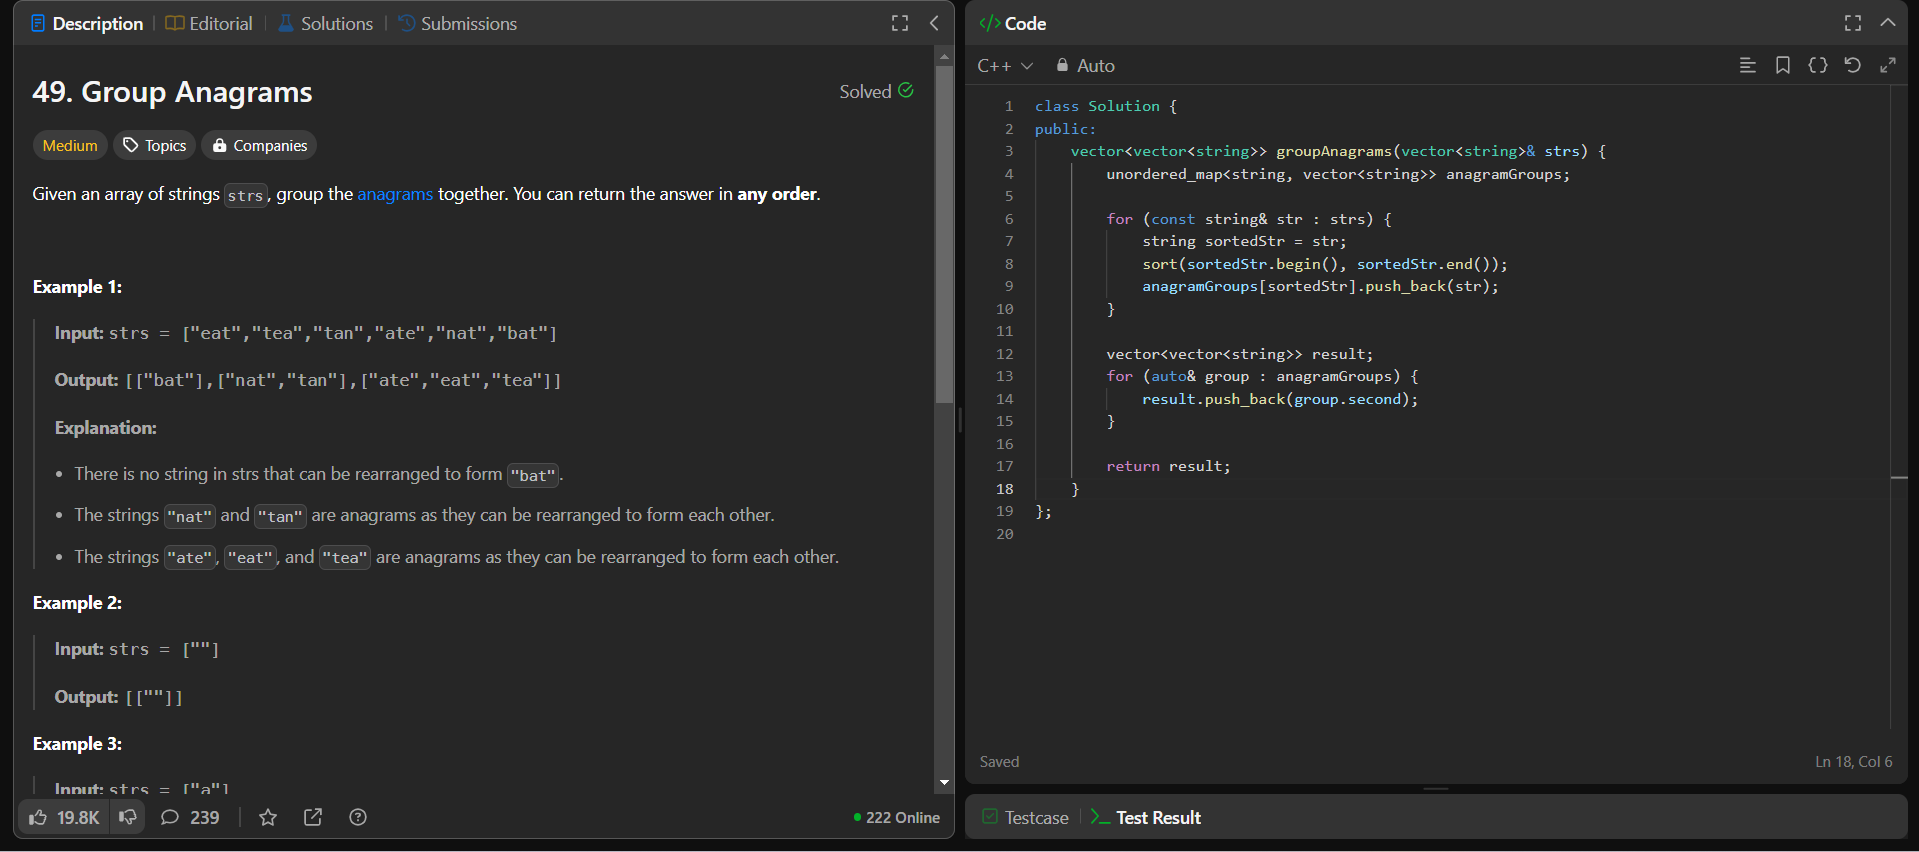 Description | Editorial | Solutions | Submissions
49. Group Anagrams
Solved
Medium Topics Companies
Given an array of strings strs, group the anagrams together. You can return the answer in any order.
Example 1:
Input: strs = ["eat","tea","tan","ate","nat","bat"]
Output: [["bat"],["nat","tan"],["ate","eat","tea"]]
Explanation:
• There is no string in strs that can be rearranged to form "bat".
• The strings "nat" and "tan" are anagrams as they can be rearranged to form each other.
• The strings "ate", "eat", and "tea" are anagrams as they can be rearranged to form each other.
Example 2:
Input: strs = [""]
Output: [[""]]
Example 3:
Input: strs = ["a"]
19.8K 239
222 Online
</> Code
C++ Auto
1 class Solution {
2 public:
3     vector<vector<string>> groupAnagrams(vector<string>& strs) {
4         unordered_map<string, vector<string>> anagramGroups;
5
6         for (const string& str : strs) {
7             string sortedStr = str;
8             sort(sortedStr.begin(), sortedStr.end());
9             anagramGroups[sortedStr].push_back(str);
10         }
11
12         vector<vector<string>> result;
13         for (auto& group : anagramGroups) {
14             result.push_back(group.second);
15         }
16
17         return result;
18     }
19 };
20
Saved
Ln 18, Col 6
Testcase | >_ Test Result